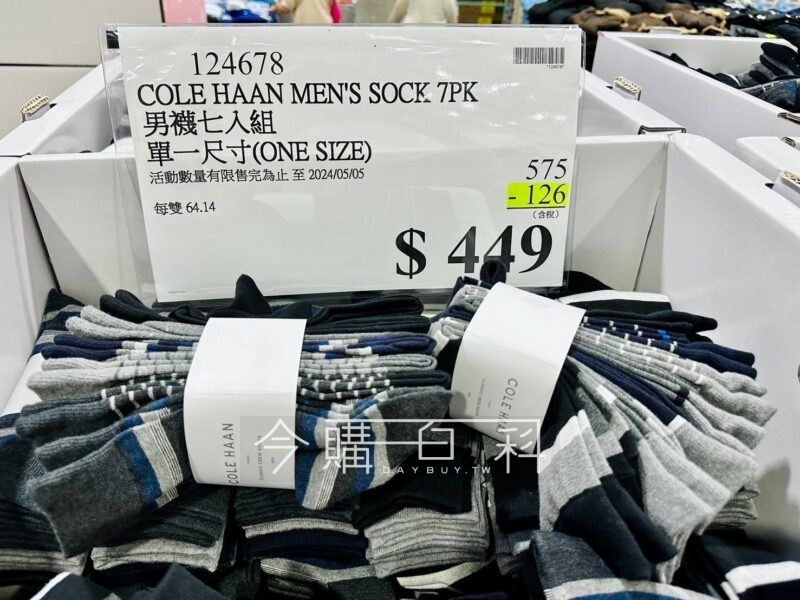 124678
*124678*
COLE HAAN MEN'S SOCK 7PK
男襪七入組
單一尺寸(ONE SIZE)
活動數量有限售完為止 至 2024/05/05
每雙 64.14
575
- 126
(含稅)
$ 449
COLE HAAN
COLE HAAN
今購百科
DAYBUY.TW